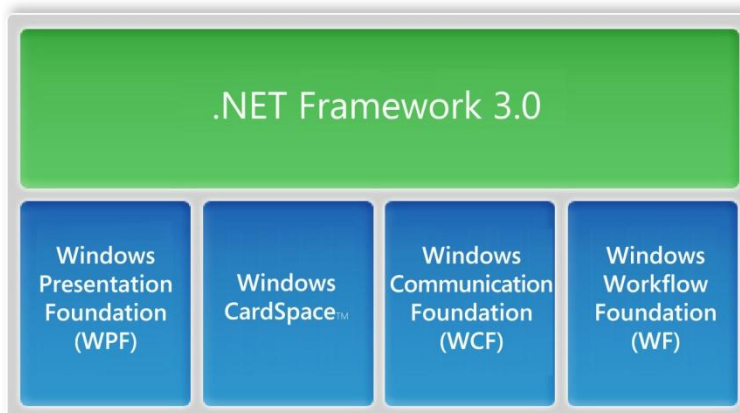 .NET Framework 3.0
Windows
Presentation
Foundation
(WPF)
Windows
CardSpace™
Windows
Communication
Foundation
(WCF)
Windows
Workflow
Foundation
(WF)